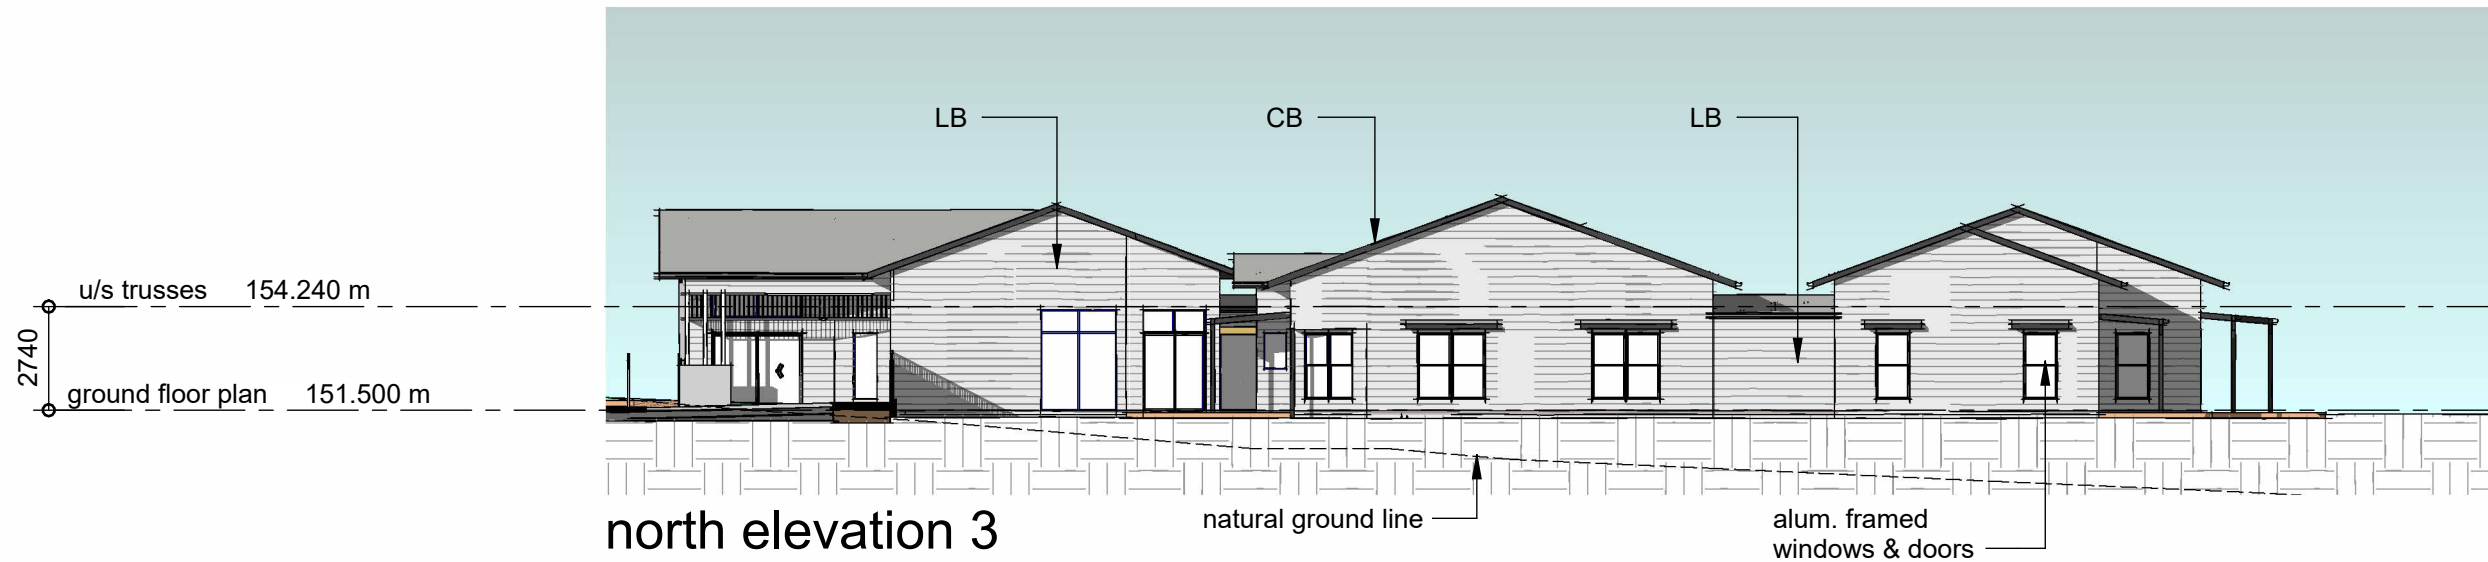 LB
CB
LB
u/s trusses 154.240 m
2740
ground floor plan 151.500 m
north elevation 3
natural ground line
alum. framed
windows & doors